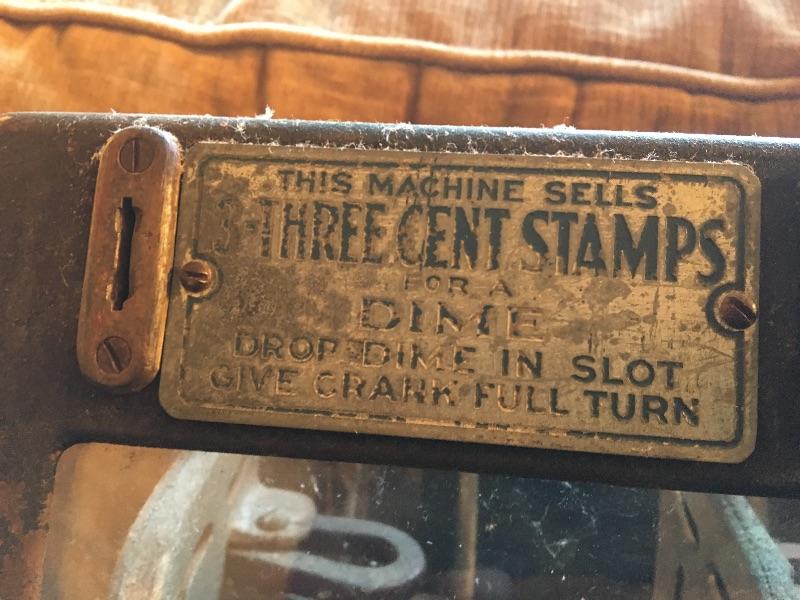 THIS MACHINE SELLS
3-THREE CENT STAMPS
FOR A
DIME
DROP DIME IN SLOT
GIVE CRANK FULL TURN